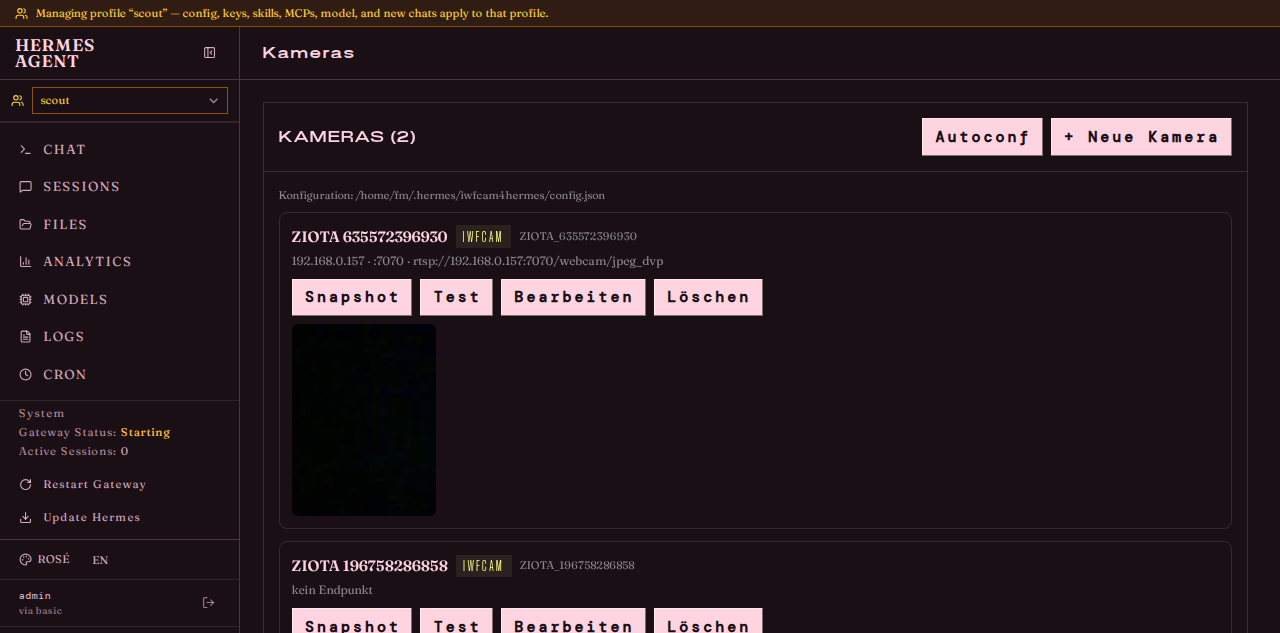 Managing profile “scout” — config, keys, skills, MCPs, model, and new chats apply to that profile.
HERMES
AGENT
scout
CHAT
SESSIONS
FILES
ANALYTICS
MODELS
LOGS
CRON
System
Gateway Status: Starting
Active Sessions: 0
Restart Gateway
Update Hermes
ROSÉ EN
admin
via basic
Kameras
KAMERAS (2)
Autoconf + Neue Kamera
Konfiguration: /home/fm/.hermes/iwfcam4hermes/config.json
ZIOTA 635572396930 IWFCAM ZIOTA_635572396930
192.168.0.157 · :7070 · rtsp://192.168.0.157:7070/webcam/jpeg_dvp
Snapshot Test Bearbeiten Löschen
ZIOTA 196758286858 IWFCAM ZIOTA_196758286858
kein Endpunkt
Snapshot Test Bearbeiten Löschen